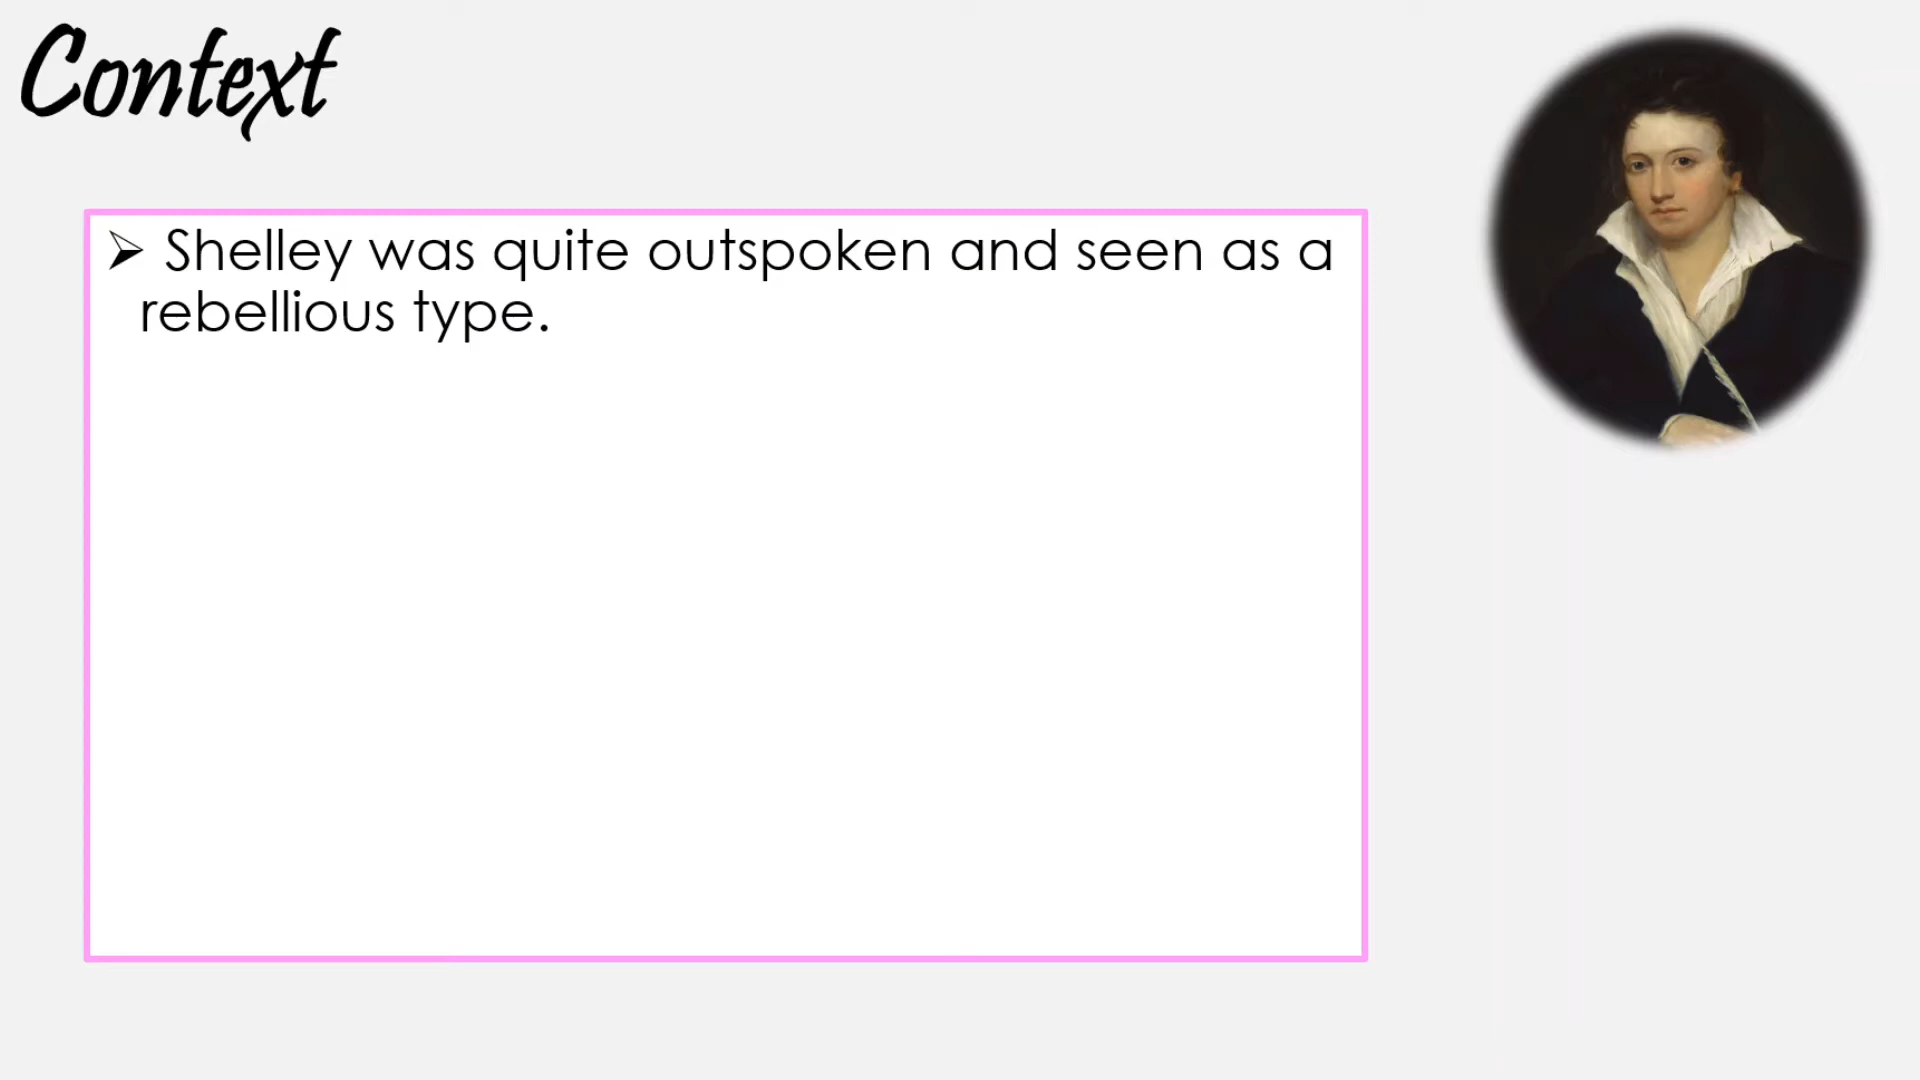 Context
➢ Shelley was quite outspoken and seen as a
rebellious type.